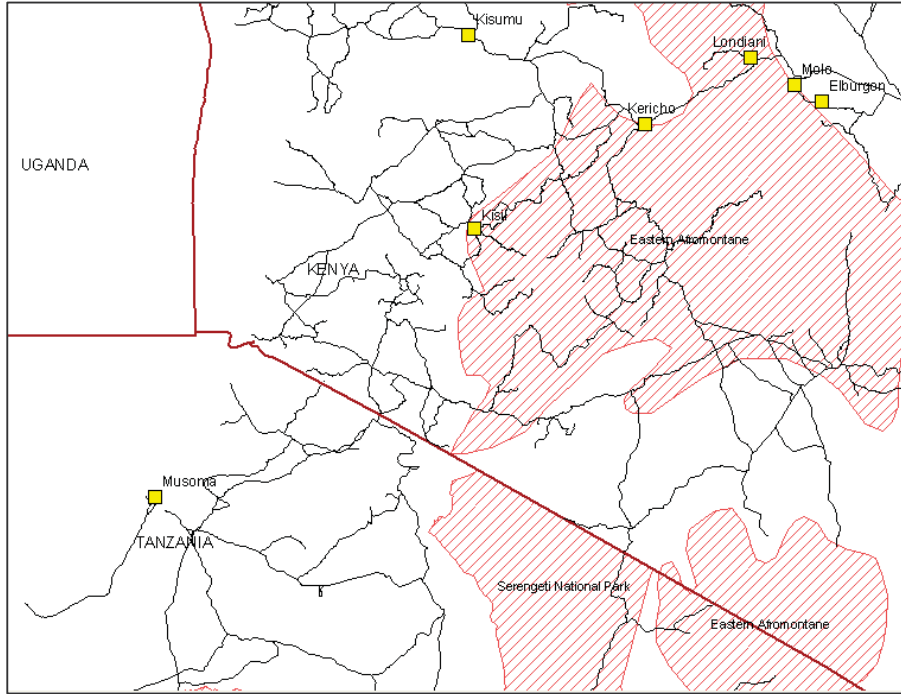 Kisumu
Londiani
Molo
Elburgon
Kericho
UGANDA
Kisii
Eastern Afromontane
KENYA
Musoma
TANZANIA
Serengeti National Park
Eastern Afromontane